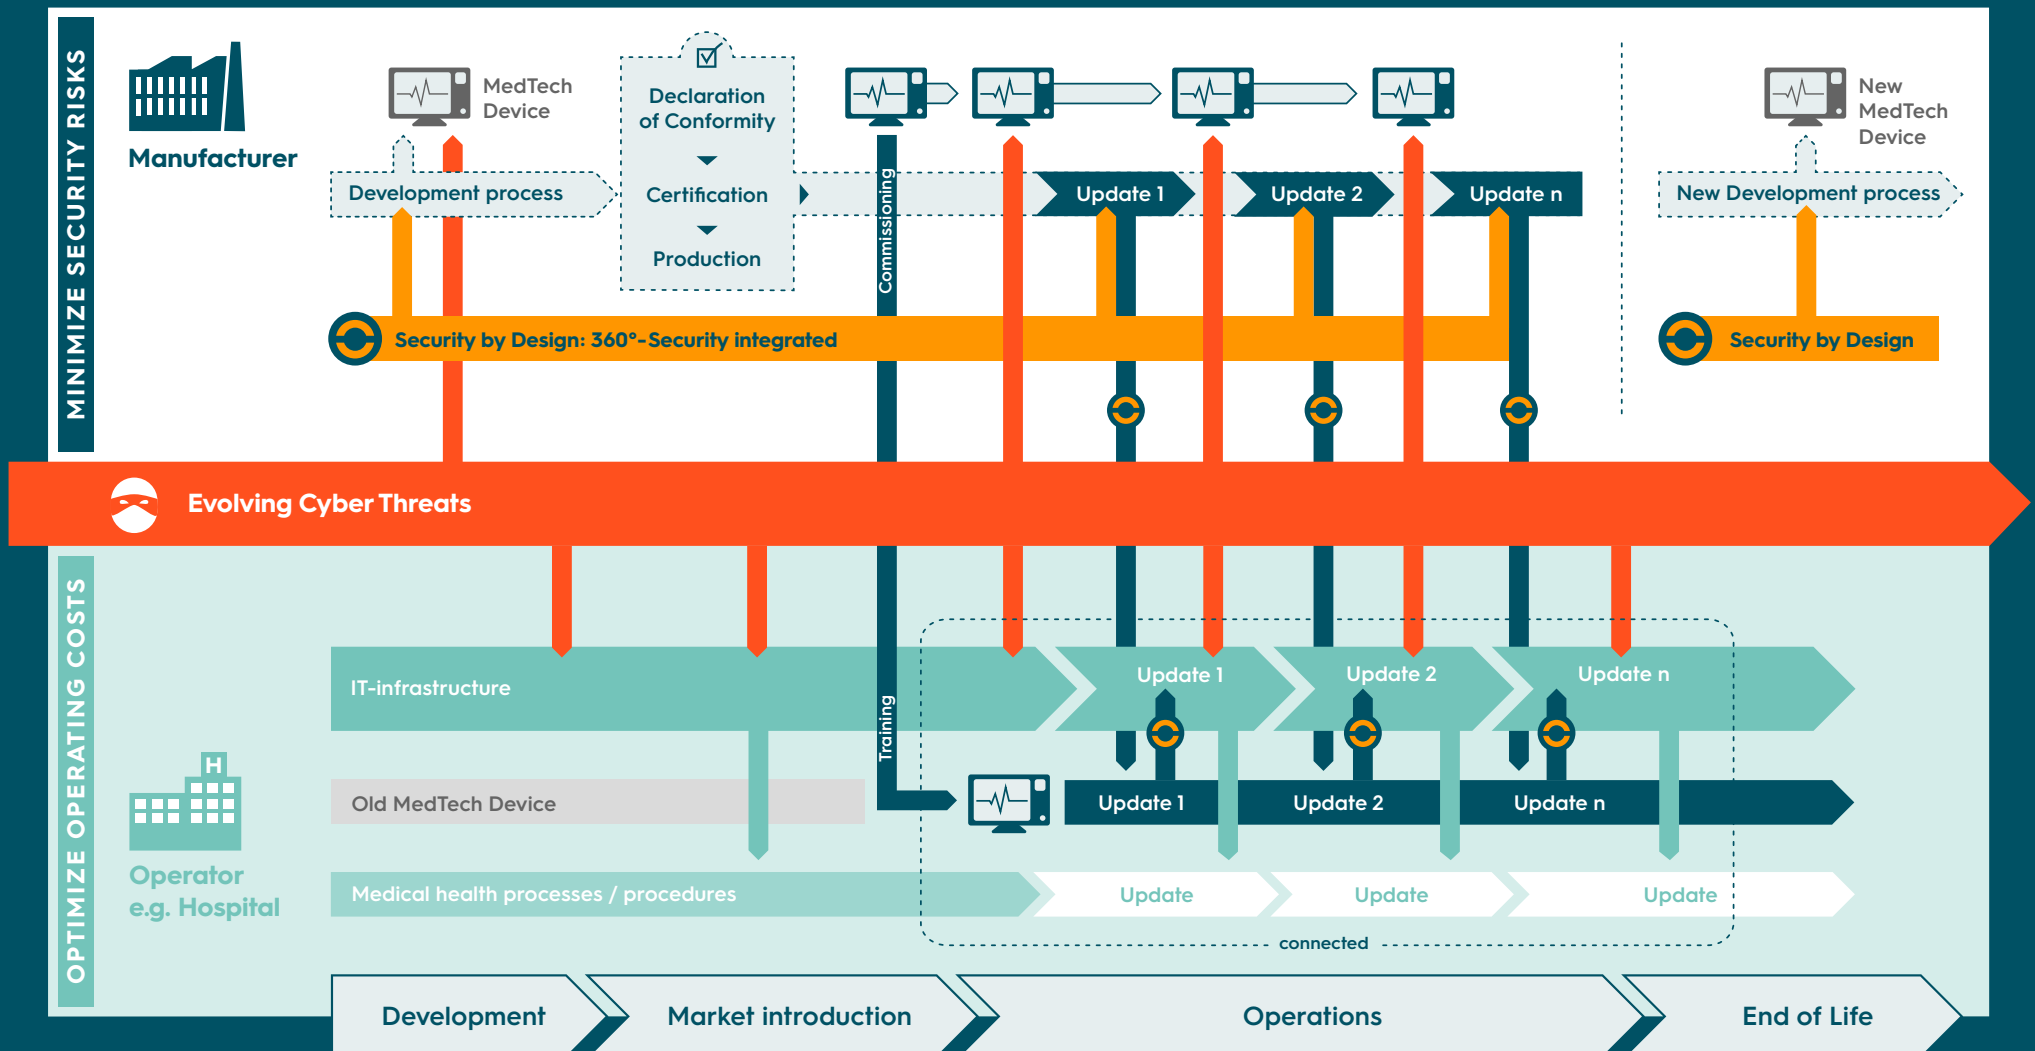 MINIMIZE SECURITY RISKS
Manufacturer
MedTech
Device
Declaration
of Conformity
Certification
Production
Development process
Commissioning
Update 1
Update 2
Update n
New
MedTech
Device
New Development process
Security by Design: 360°-Security integrated
Security by Design
Evolving Cyber Threats
OPTIMIZE OPERATING COSTS
Operator
e.g. Hospital
H
IT-infrastructure
Update 1
Update 2
Update n
Training
Old MedTech Device
Update 1
Update 2
Update n
Medical health processes / procedures
Update
Update
Update
connected
Development
Market introduction
Operations
End of Life